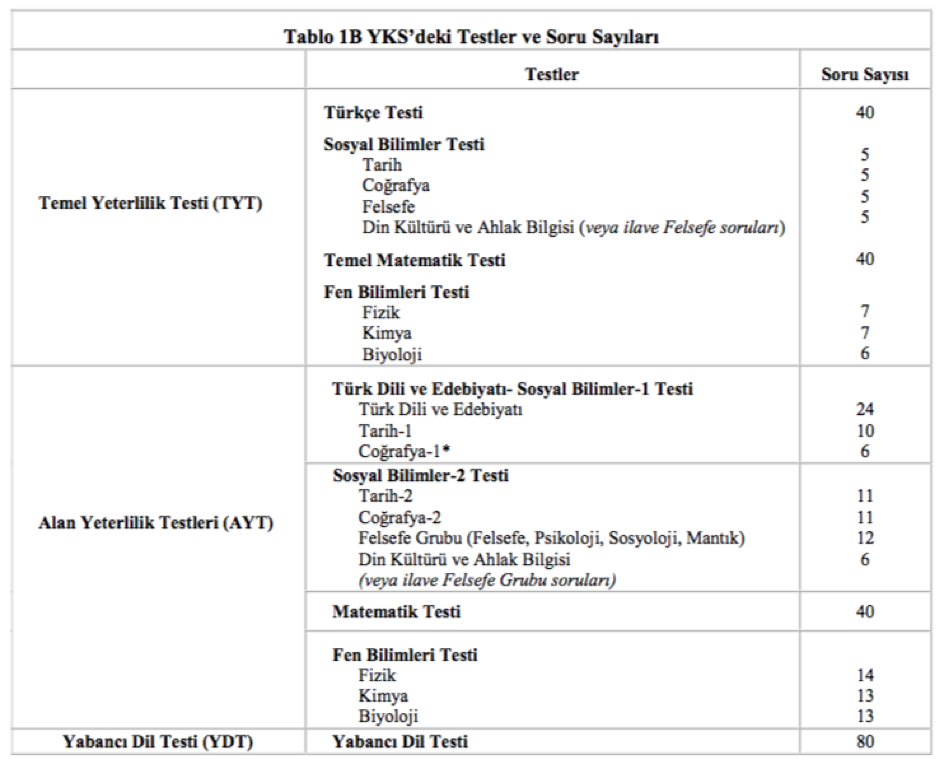 Tablo 1B YKS'deki Testler ve Soru Sayıları
Testler Soru Sayısı
Temel Yeterlilik Testi (TYT)
Türkçe Testi 40
Sosyal Bilimler Testi
Tarih 5
Coğrafya 5
Felsefe 5
Din Kültürü ve Ahlak Bilgisi (veya ilave Felsefe soruları) 5
Temel Matematik Testi 40
Fen Bilimleri Testi
Fizik 7
Kimya 7
Biyoloji 6
Alan Yeterlilik Testleri (AYT)
Türk Dili ve Edebiyatı- Sosyal Bilimler-1 Testi
Türk Dili ve Edebiyatı 24
Tarih-1 10
Coğrafya-1* 6
Sosyal Bilimler-2 Testi
Tarih-2 11
Coğrafya-2 11
Felsefe Grubu (Felsefe, Psikoloji, Sosyoloji, Mantık) 12
Din Kültürü ve Ahlak Bilgisi 6
(veya ilave Felsefe Grubu soruları)
Matematik Testi 40
Fen Bilimleri Testi
Fizik 14
Kimya 13
Biyoloji 13
Yabancı Dil Testi (YDT) Yabancı Dil Testi 80